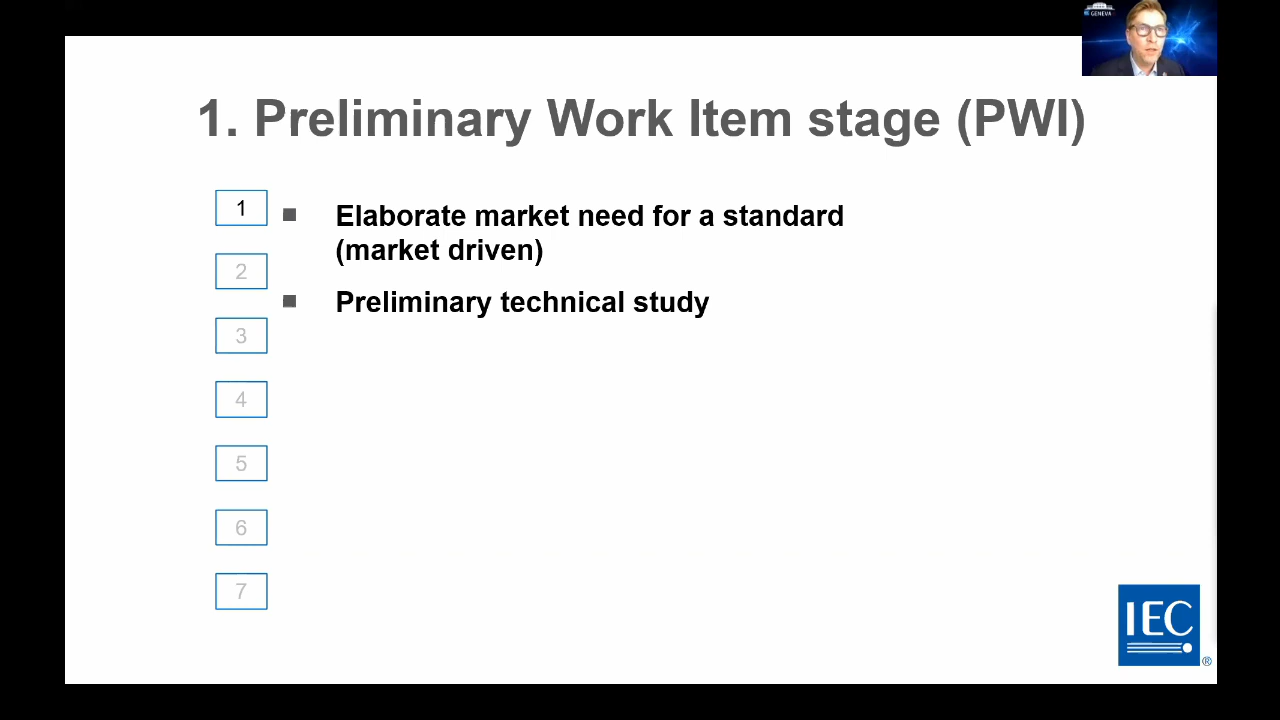 GENEVA
1. Preliminary Work Item stage (PWI)
1
■ Elaborate market need for a standard
(market driven)
2
■ Preliminary technical study
3
4
5
6
7
IEC
®